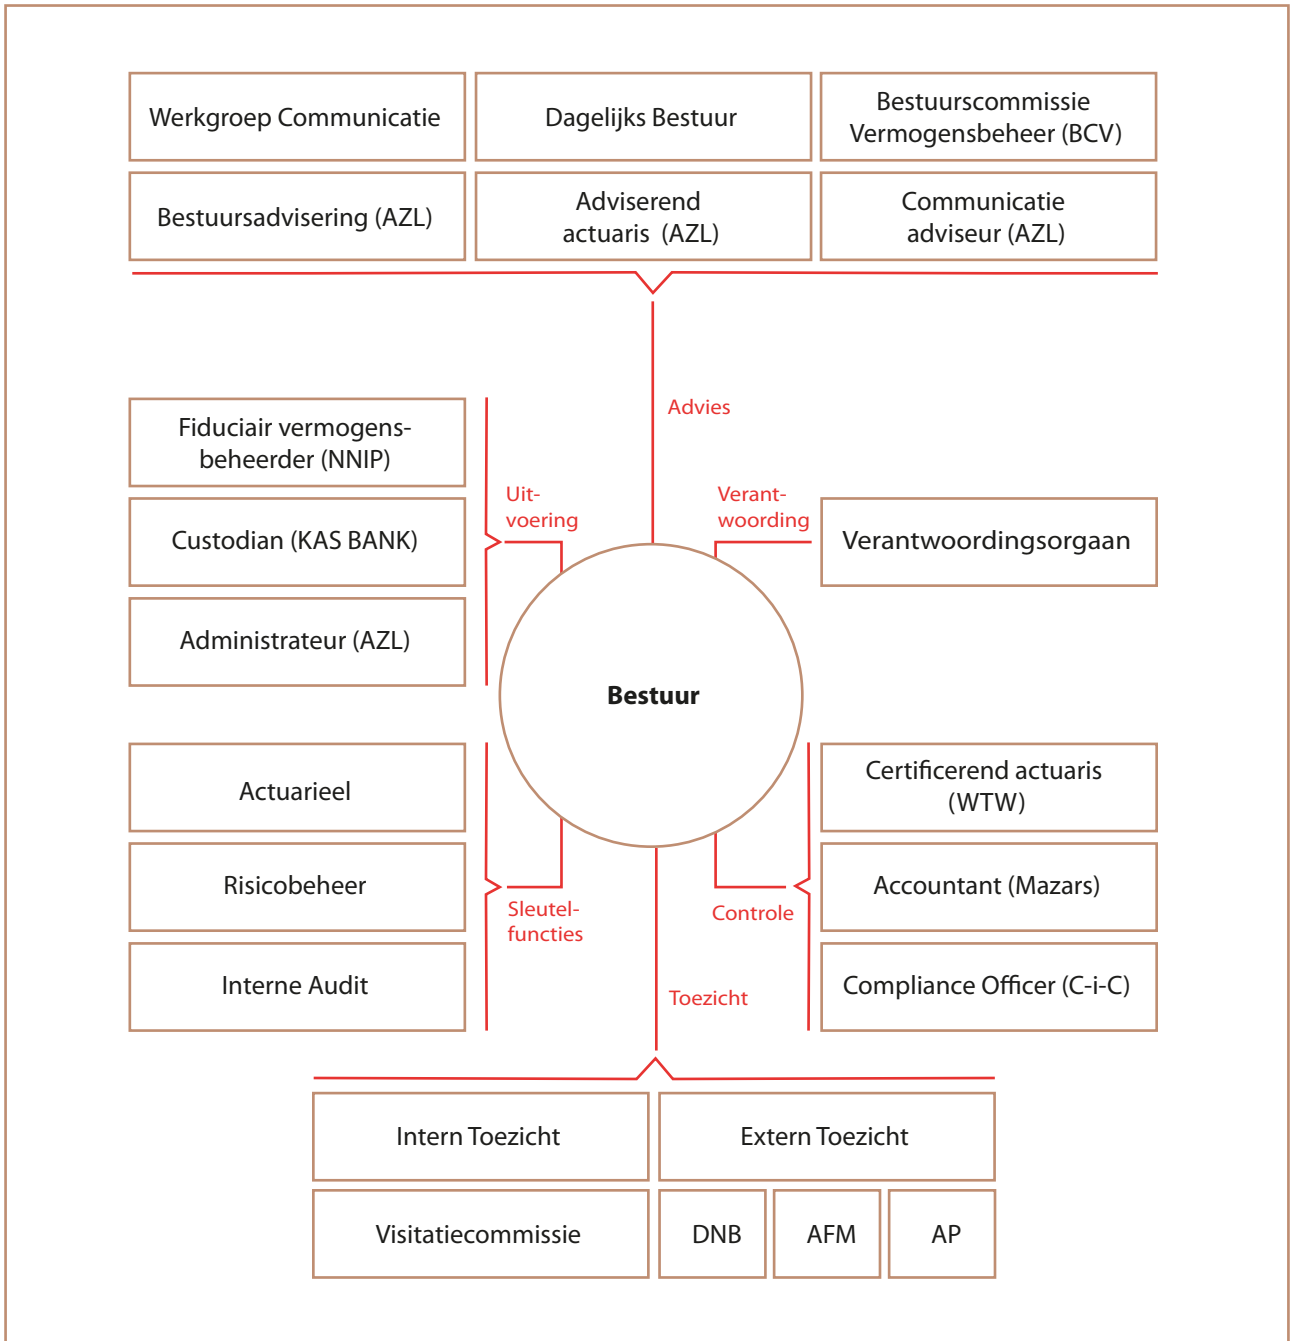 Werkgroep Communicatie
Dagelijks Bestuur
Bestuurscommissie
Vermogensbeheer (BCV)
Bestuursadvisering (AZL)
Adviserend
actuaris (AZL)
Communicatie
adviseur (AZL)
Advies
Fiduciair vermogens-
beheerder (NNIP)
Custodian (KAS BANK)
Administrateur (AZL)
Uit-
voering
Verant-
woording
Verantwoordingsorgaan
Bestuur
Actuarieel
Risicobeheer
Interne Audit
Sleutel-
functies
Controle
Certificerend actuaris
(WTW)
Accountant (Mazars)
Compliance Officer (C-i-C)
Toezicht
Intern Toezicht
Extern Toezicht
Visitatiecommissie
DNB
AFM
AP